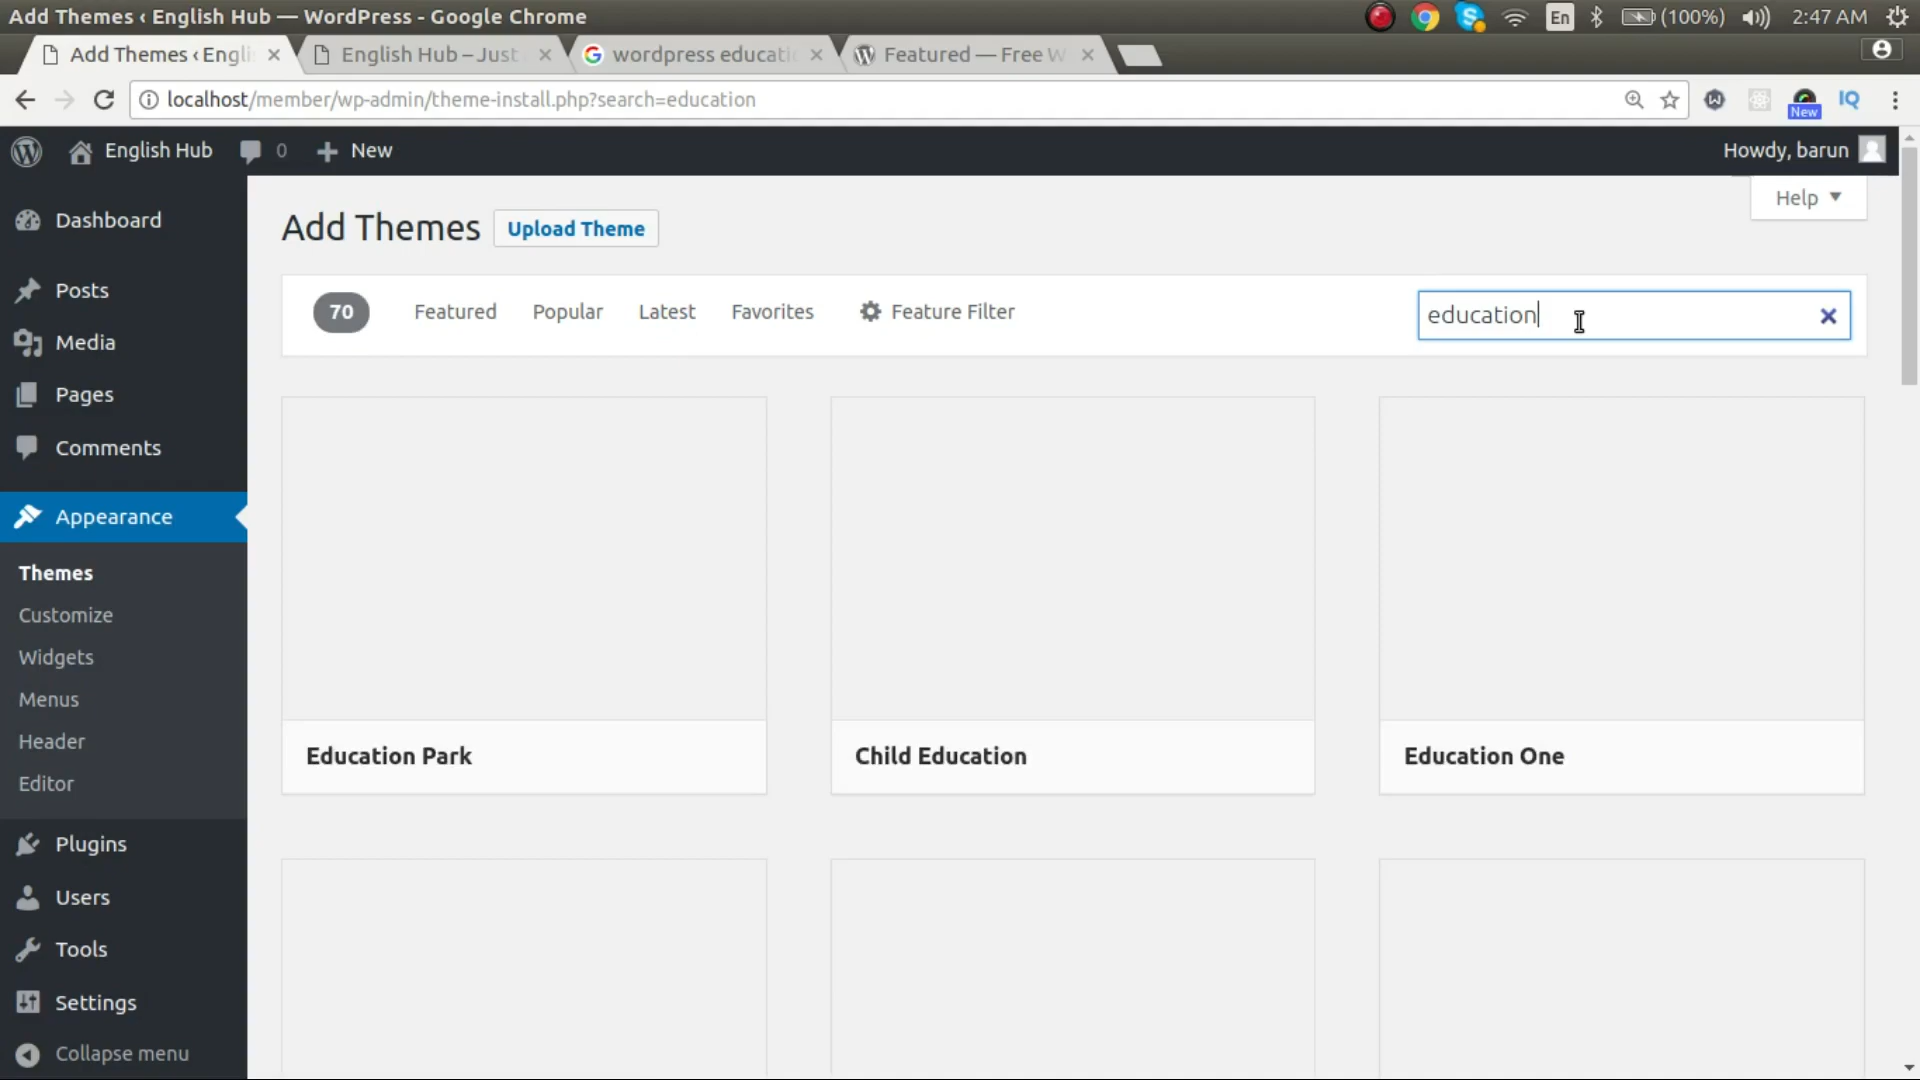 Add Themes ‹ English Hub — WordPress - Google Chrome
En
(100%)
2:47 AM
Add Themes ‹ Engli
English Hub – Just
wordpress educati
Featured — Free W
localhost/member/wp-admin/theme-install.php?search=education
New
IQ
English Hub
0
New
Howdy, barun
Dashboard
Posts
Media
Pages
Comments
Appearance
Themes
Customize
Widgets
Menus
Header
Editor
Plugins
Users
Tools
Settings
Collapse menu
Help
Add Themes
Upload Theme
70
Featured
Popular
Latest
Favorites
Feature Filter
education
Education Park
Child Education
Education One